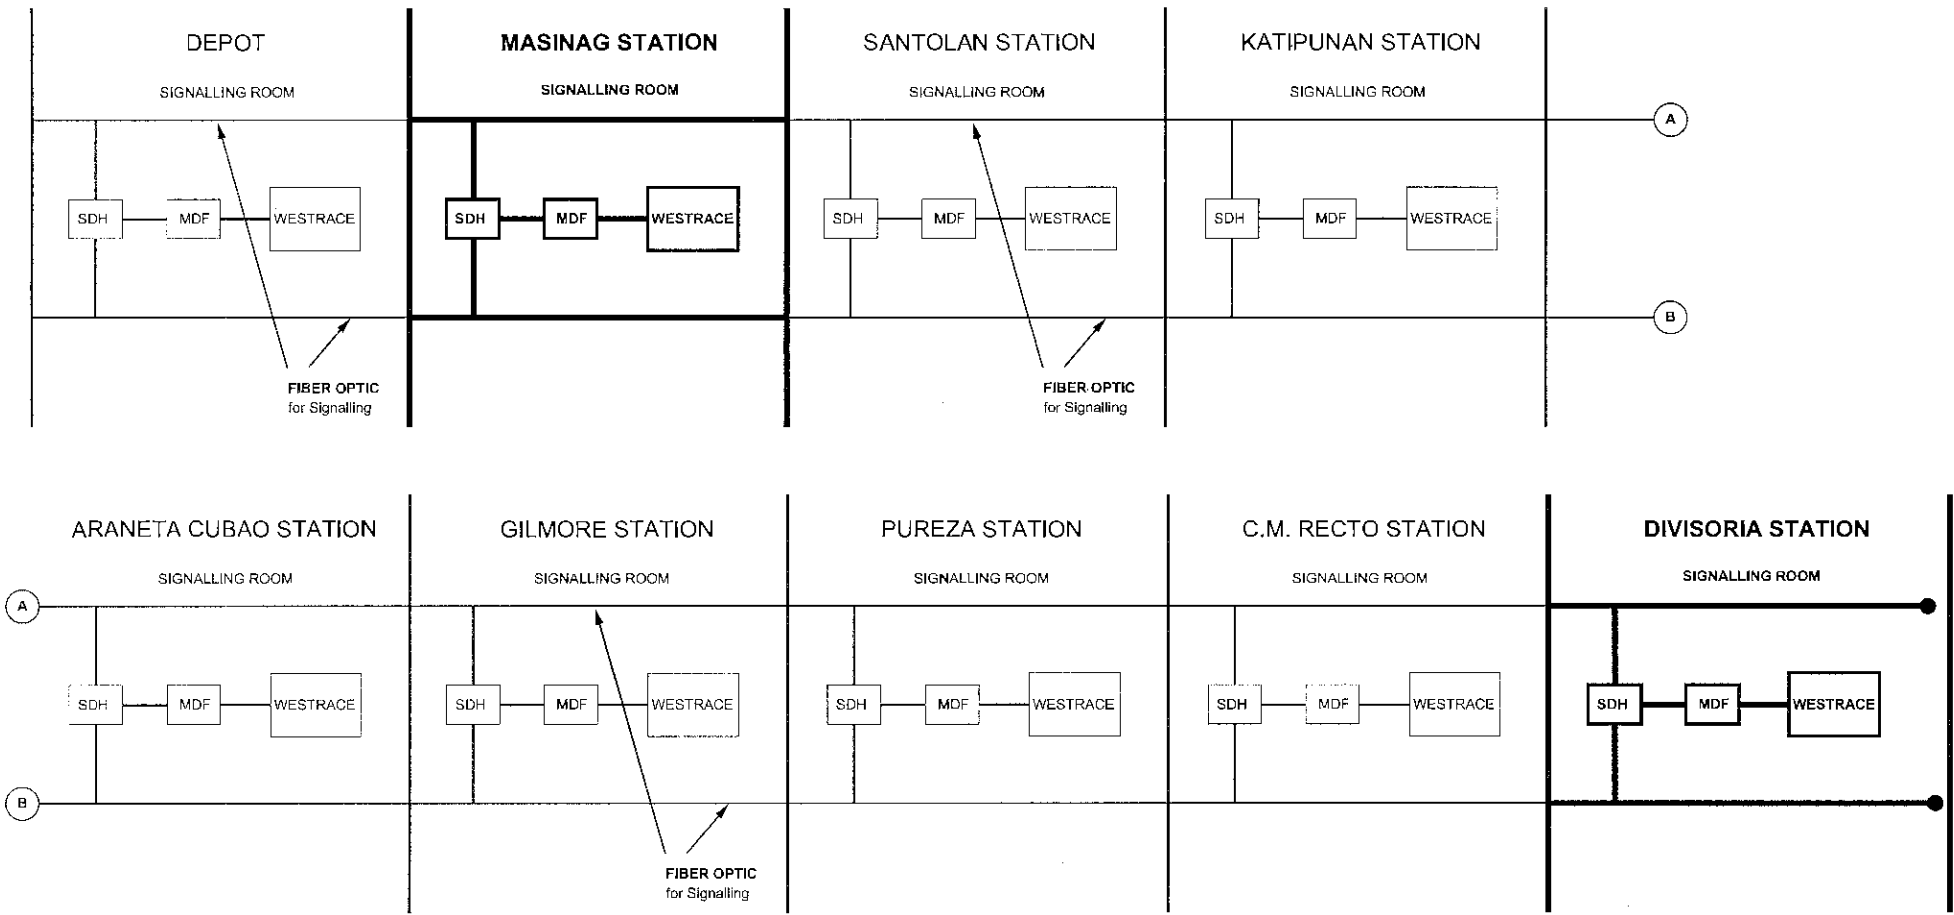 DEPOT
MASINAG STATION
SANTOLAN STATION
KATIPUNAN STATION
SIGNALLING ROOM
SIGNALLING ROOM
SIGNALLING ROOM
SIGNALLING ROOM
A
SDH
MDF
WESTRACE
SDH
MDF
WESTRACE
SDH
MDF
WESTRACE
SDH
MDF
WESTRACE
B
FIBER OPTIC
for Signalling
FIBER OPTIC
for Signalling
ARANETA CUBAO STATION
GILMORE STATION
PUREZA STATION
C.M. RECTO STATION
DIVISORIA STATION
SIGNALLING ROOM
SIGNALLING ROOM
SIGNALLING ROOM
SIGNALLING ROOM
SIGNALLING ROOM
A
SDH
MDF
WESTRACE
SDH
MDF
WESTRACE
SDH
MDF
WESTRACE
SDH
MDF
WESTRACE
SDH
MDF
WESTRACE
B
FIBER OPTIC
for Signalling